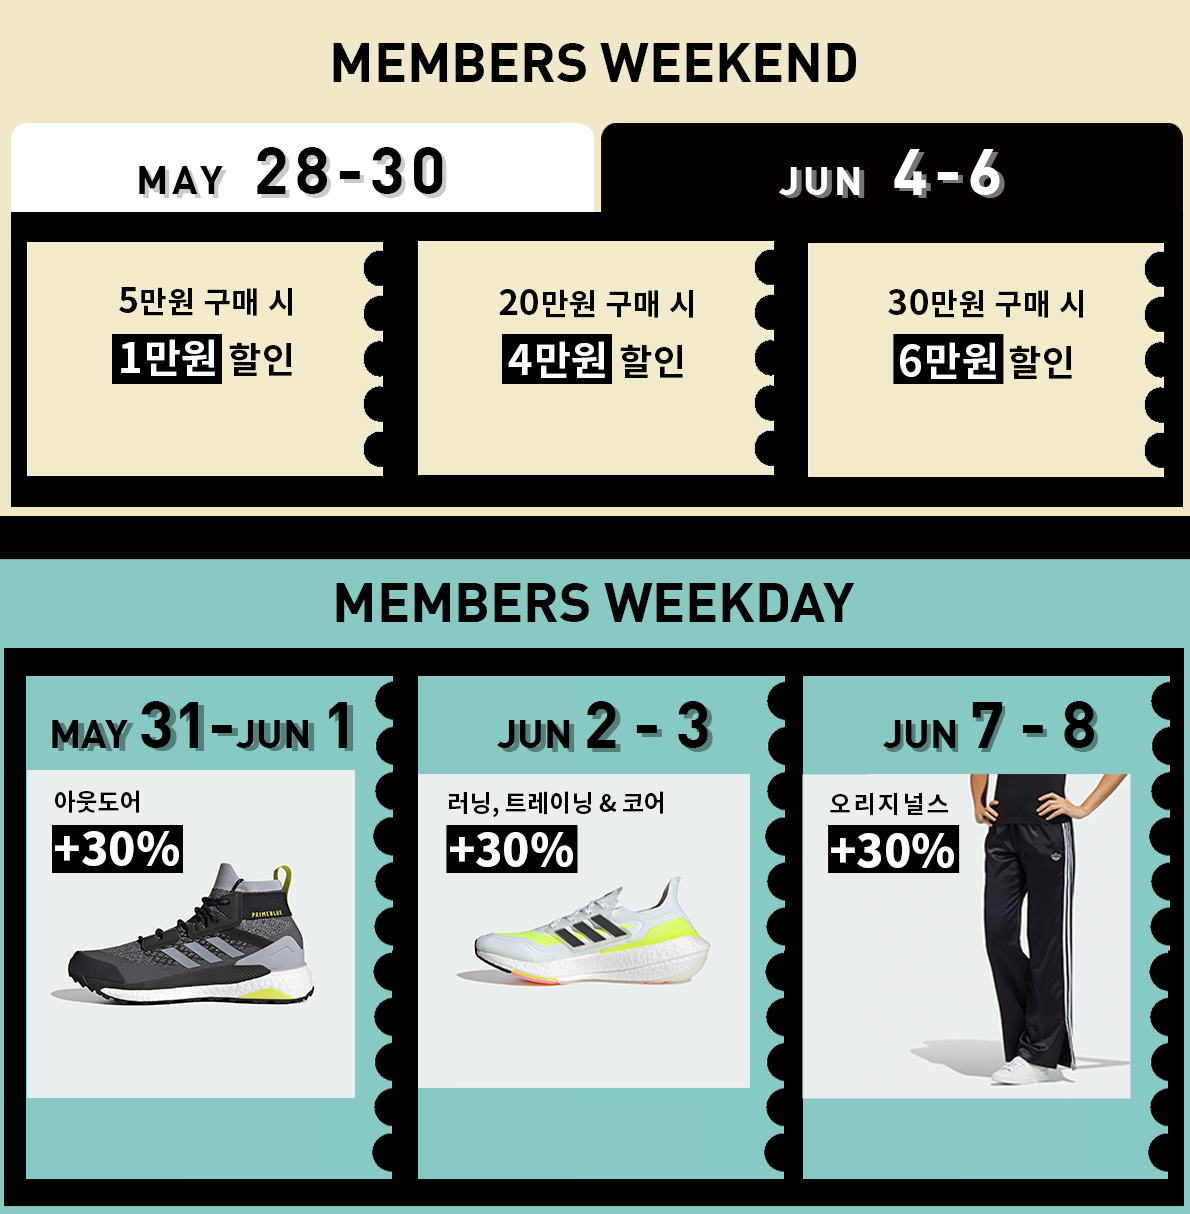 MEMBERS WEEKEND
MAY 28-30
JUN 4-6
5만원 구매 시
1만원 할인
20만원 구매 시
4만원 할인
30만원 구매 시
6만원 할인
MEMBERS WEEKDAY
MAY 31-JUN 1
아웃도어
+30%
PRIMEBLUE
JUN 2 - 3
러닝, 트레이닝 & 코어
+30%
JUN 7 - 8
오리지널스
+30%